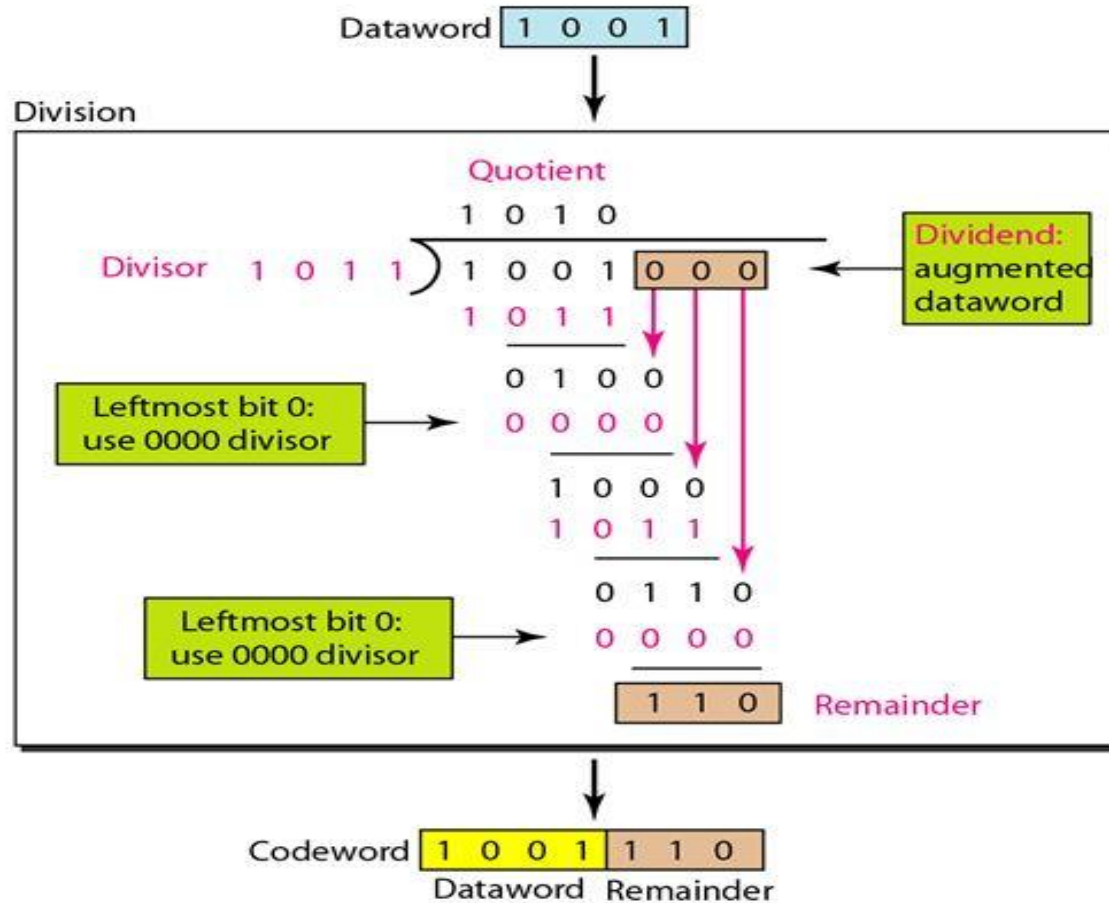 Dataword 1 0 0 1
Division
Quotient
1 0 1 0
Divisor 1 0 1 1 1 0 0 1 0 0 0
Dividend:
augmented
dataword
1 0 1 1
0 1 0 0
Leftmost bit 0:
use 0000 divisor
0 0 0 0
1 0 0 0
1 0 1 1
0 1 1 0
Leftmost bit 0:
use 0000 divisor
0 0 0 0
1 1 0 Remainder
Codeword 1 0 0 1 1 1 0
Dataword Remainder